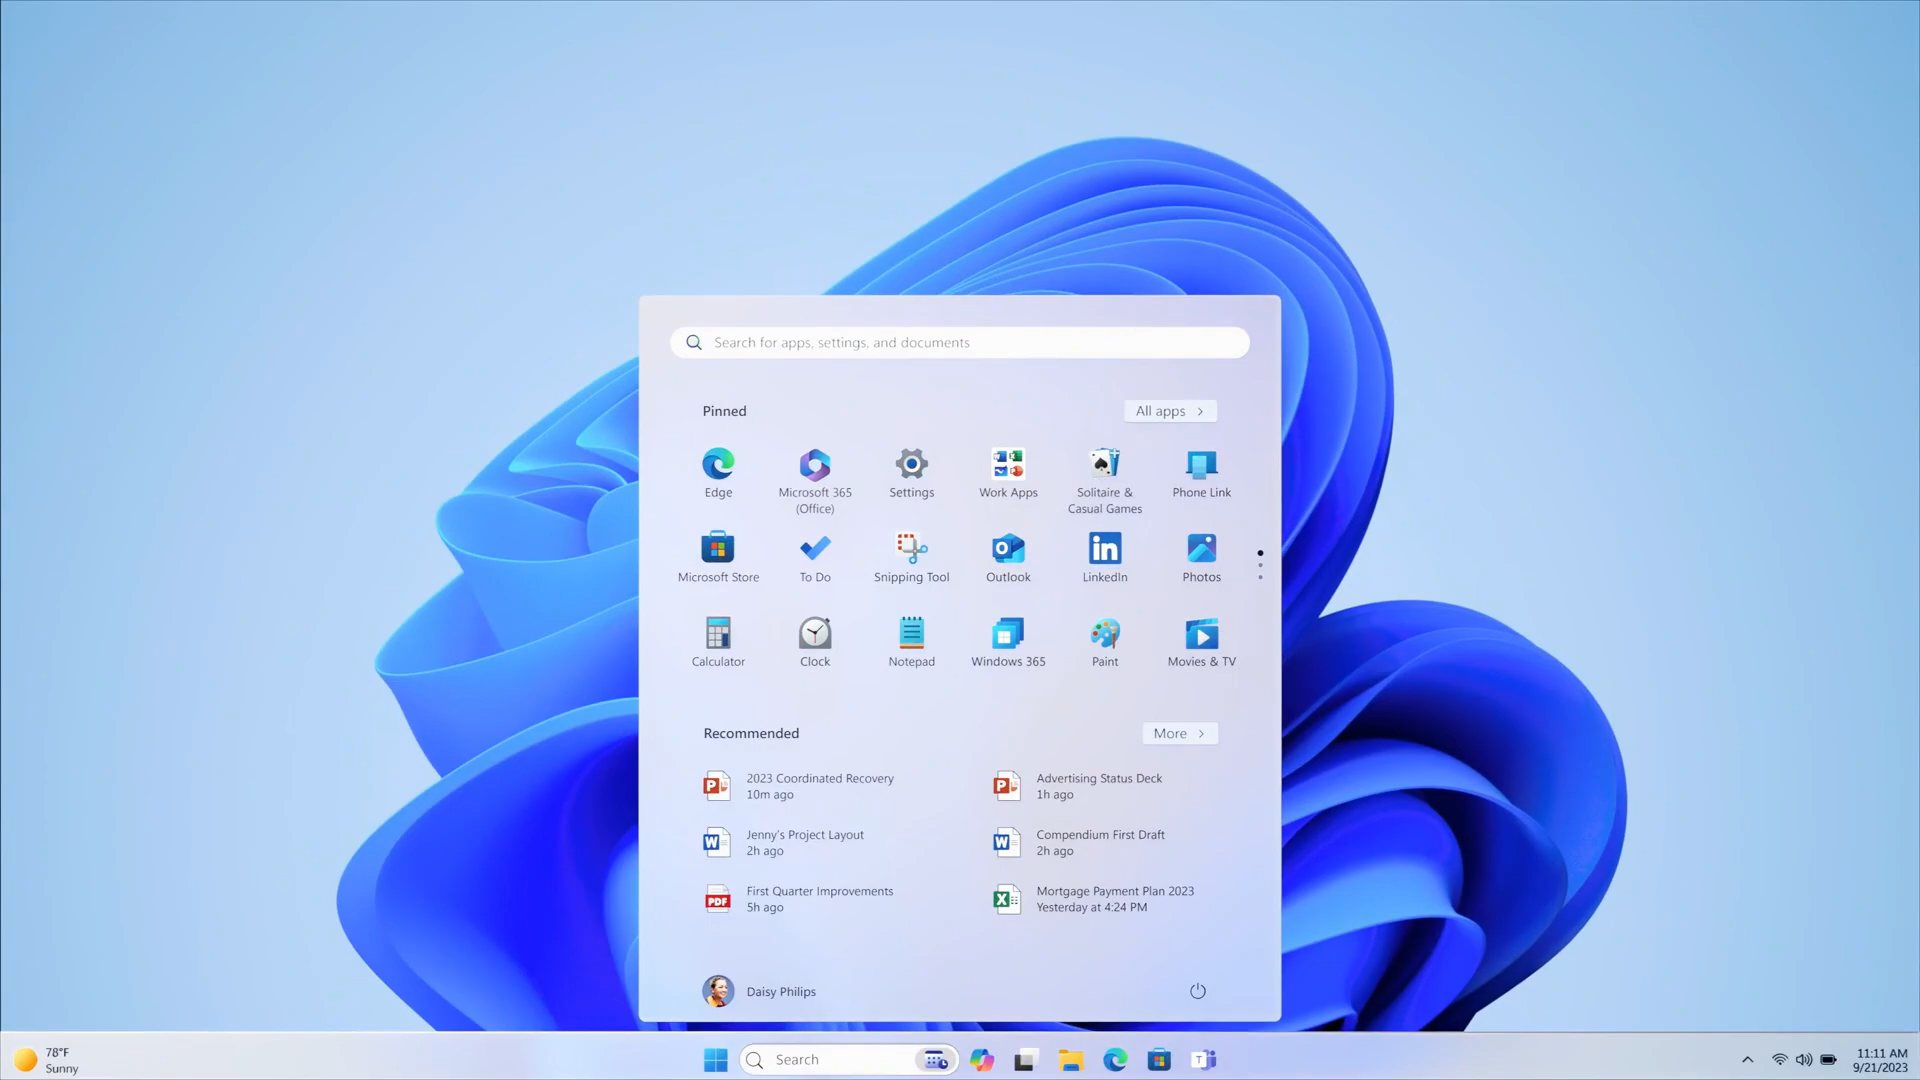 Search for apps, settings, and documents
Pinned
All apps
Edge
Microsoft 365
(Office)
Settings
Work Apps
Solitaire &
Casual Games
Phone Link
Microsoft Store
To Do
Snipping Tool
Outlook
LinkedIn
Photos
Calculator
Clock
Notepad
Windows 365
Paint
Movies & TV
Recommended
More
2023 Coordinated Recovery
10m ago
Advertising Status Deck
1h ago
Jenny's Project Layout
2h ago
Compendium First Draft
2h ago
PDF
First Quarter Improvements
5h ago
Mortgage Payment Plan 2023
Yesterday at 4:24 PM
Daisy Philips
78°F
Sunny
Search
11:11 AM
9/21/2023